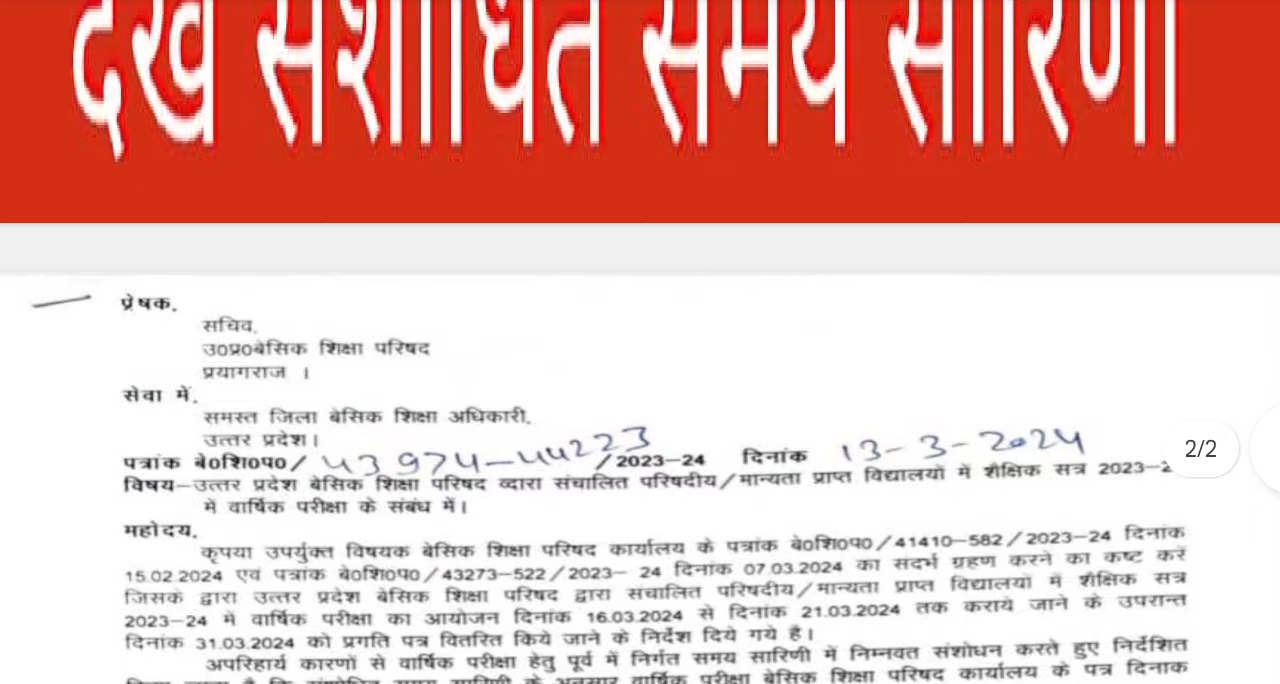 देखें संशोधित समय सारिणी
प्रेषक,
सचिव,
उ0प्र0बेसिक शिक्षा परिषद
प्रयागराज ।
सेवा में,
समस्त जिला बेसिक शिक्षा अधिकारी,
उत्तर प्रदेश।
पत्रांक बे0शि0प0/ 43974-44223 /2023-24 दिनांक 13-3-2024
2/2
विषय-उत्तर प्रदेश बेसिक शिक्षा परिषद व्दारा संचालित परिषदीय/मान्यता प्राप्त विद्यालयों में शैक्षिक सत्र 2023-2
में वार्षिक परीक्षा के संबंध में।
महोदय,
कृपया उपर्युक्त विषयक बेसिक शिक्षा परिषद कार्यालय के पत्रांक बे0शि0प0/41410-582/2023-24 दिनांक
15.02.2024 एवं पत्रांक बे0शि0प0/43273-522/2023- 24 दिनांक 07.03.2024 का संदर्भ ग्रहण करने का कष्ट करें
जिसके द्वारा उत्तर प्रदेश बेसिक शिक्षा परिषद द्वारा संचालित परिषदीय/मान्यता प्राप्त विद्यालयों में शैक्षिक सत्र
2023-24 में वार्षिक परीक्षा का आयोजन दिनांक 16.03.2024 से दिनांक 21.03.2024 तक कराये जाने के उपरान्त
दिनांक 31.03.2024 को प्रगति पत्र वितरित किये जाने के निर्देश दिये गये है।
अपरिहार्य कारणों से वार्षिक परीक्षा हेतु पूर्व में निर्गत समय सारिणी में निम्नवत संशोधन करते हुए निर्देशित
के अनुसार वार्षिक परीक्षा बेसिक शिक्षा परिषद कार्यालय के पत्र दिनांक